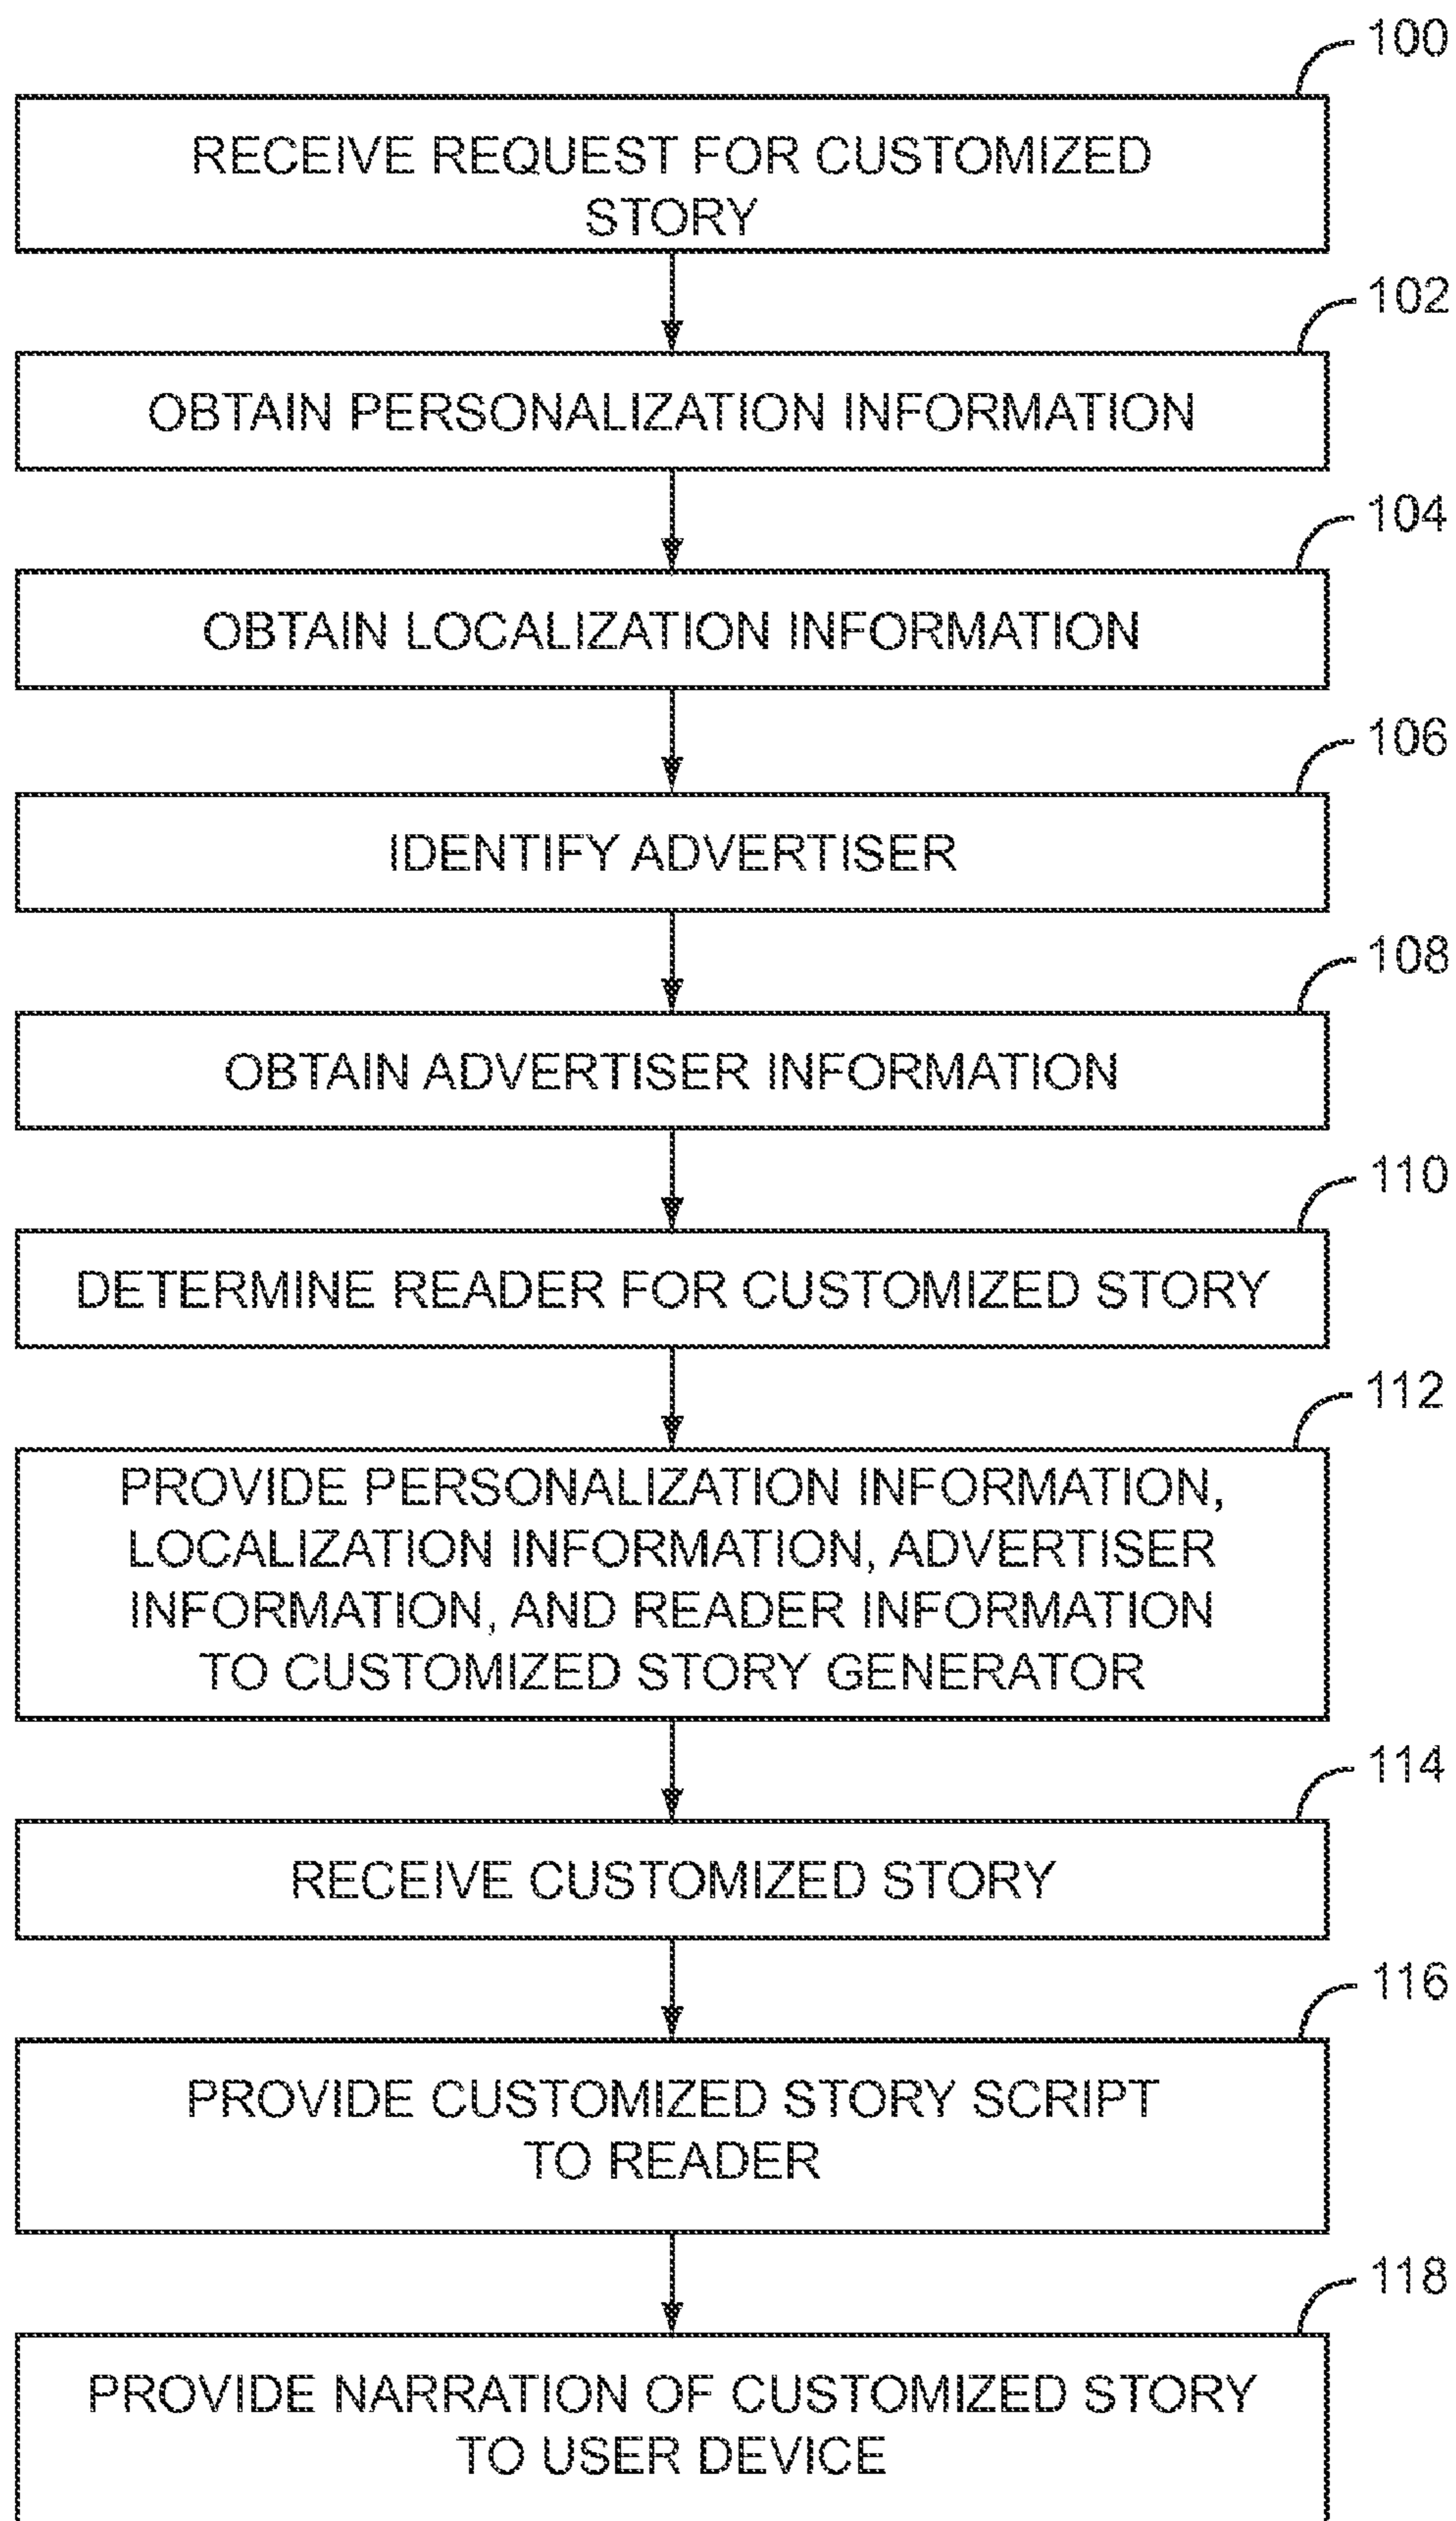 100
RECEIVE REQUEST FOR CUSTOMIZED
STORY
102
OBTAIN PERSONALIZATION INFORMATION
104
OBTAIN LOCALIZATION INFORMATION
106
IDENTIFY ADVERTISER
108
OBTAIN ADVERTISER INFORMATION
110
DETERMINE READER FOR CUSTOMIZED STORY
112
PROVIDE PERSONALIZATION INFORMATION,
LOCALIZATION INFORMATION, ADVERTISER
INFORMATION, AND READER INFORMATION
TO CUSTOMIZED STORY GENERATOR
114
RECEIVE CUSTOMIZED STORY
116
PROVIDE CUSTOMIZED STORY SCRIPT
TO READER
118
PROVIDE NARRATION OF CUSTOMIZED STORY
TO USER DEVICE